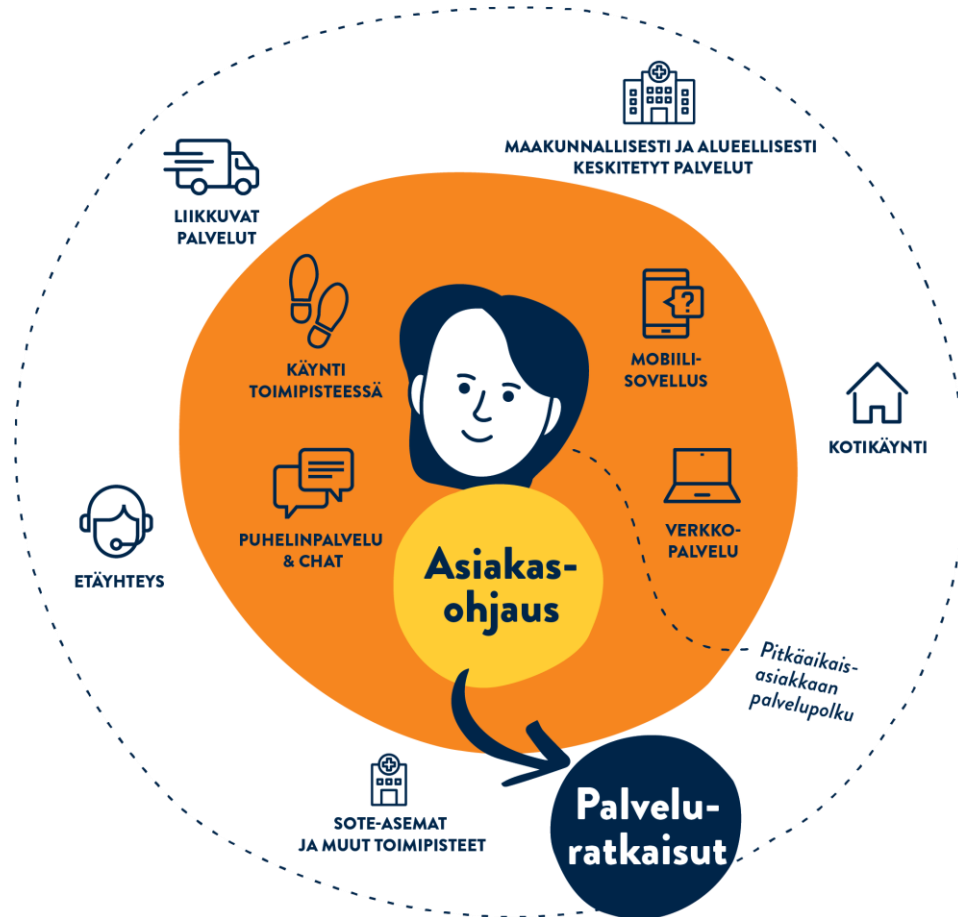 MAAKUNNALLISESTI JA ALUEELLISESTI
KESKITETYT PALVELUT
LIIKKUVAT
PALVELUT
KÄYNTI
TOIMIPISTEESSÄ
?
MOBIILI-
SOVELLUS
KOTIKÄYNTI
PUHELINPALVELU
& CHAT
VERKKO-
PALVELU
ETÄYHTEYS
Asiakas-
ohjaus
Pitkäaikais-
asiakkaan
palvelupolku
SOTE-ASEMAT
JA MUUT TOIMIPISTEET
Palvelu-
ratkaisut